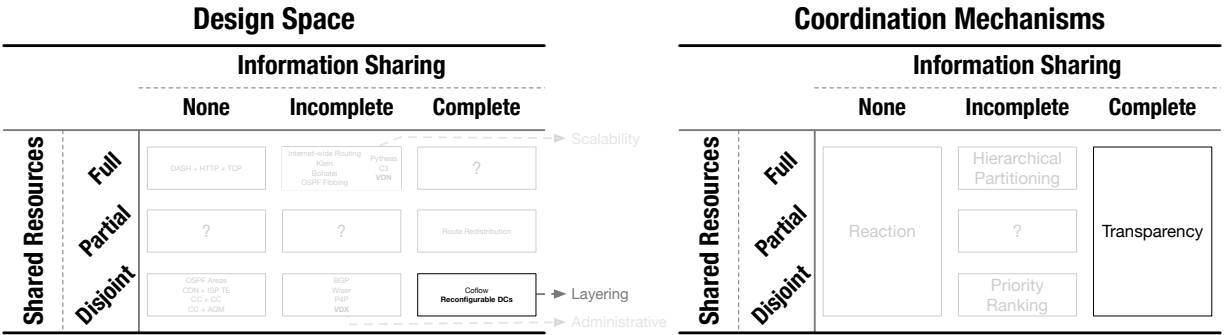 Design Space
Information Sharing
None Incomplete Complete
Shared Resources
Full
DASH + HTTP + TCP
Internet-wide Routing
Klein
Bohatei
OSPF Fibbing
Pytheas
C3
VDN
?
Scalability
Partial
?
?
Route Redistribution
Disjoint
OSPF Areas
CDN + ISP TE
CC + CC
CC + AQM
BGP
Wiser
P4P
VDX
Coflow
Reconfigurable DCs
Layering
Administrative
Coordination Mechanisms
Information Sharing
None Incomplete Complete
Shared Resources
Full
Partial
Disjoint
Reaction
Hierarchical
Partitioning
?
Priority
Ranking
Transparency